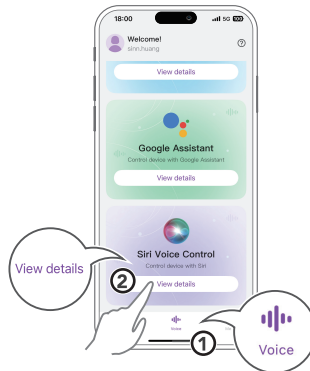 18:00
5G 100
Welcome!
sinn.huang
View details
Google Assistant
Control device with Google Assistant
View details
Siri Voice Control
Control device with Siri
View details
View details
2
Voice
1
Voice